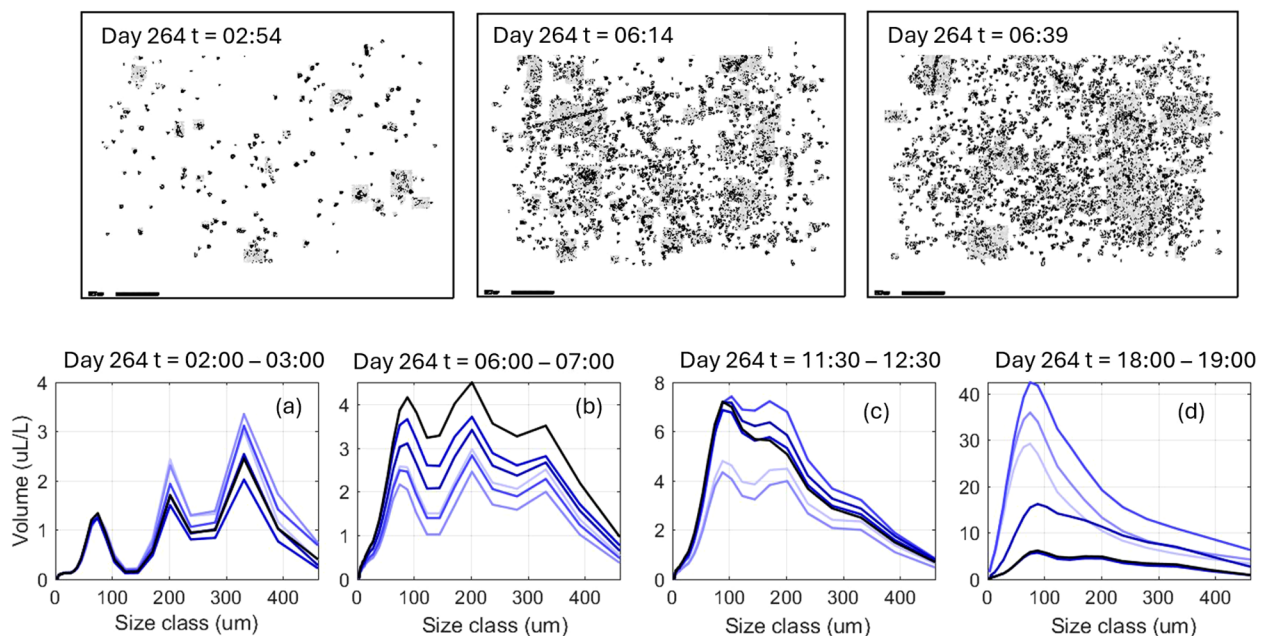 Day 264 t = 02:54
Day 264 t = 06:14
Day 264 t = 06:39
Day 264 t = 02:00 – 03:00
Day 264 t = 06:00 – 07:00
Day 264 t = 11:30 – 12:30
Day 264 t = 18:00 – 19:00
(a)
(b)
(c)
(d)
Volume (uL/L)
4
3
2
1
0
4
3
2
1
0
8
6
4
2
0
40
30
20
10
0
0 100 200 300 400
0 100 200 300 400
0 100 200 300 400
0 100 200 300 400
Size class (um)
Size class (um)
Size class (um)
Size class (um)